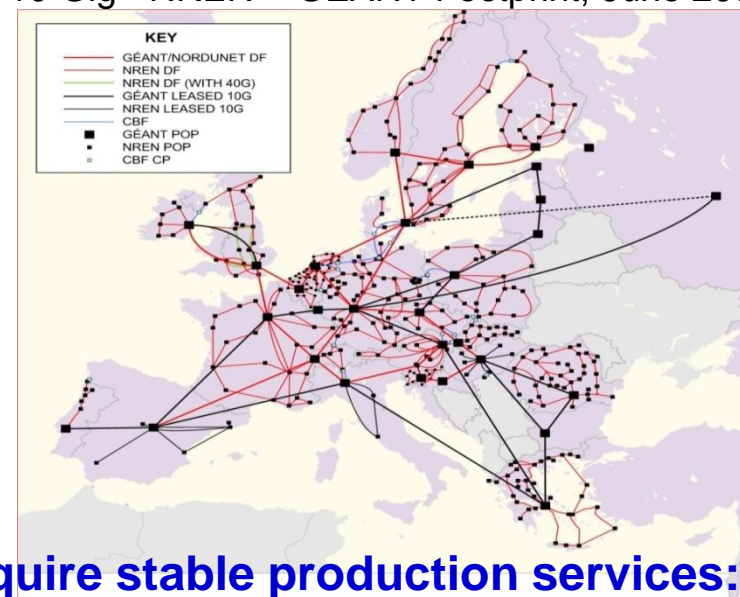 KEY
GÉANT/NORDUNET DF
NREN DF
NREN DF (WITH 40G)
GÉANT LEASED 10G
NREN LEASED 10G
CBF
GÉANT POP
NREN POP
CBF CP
quire stable production services: